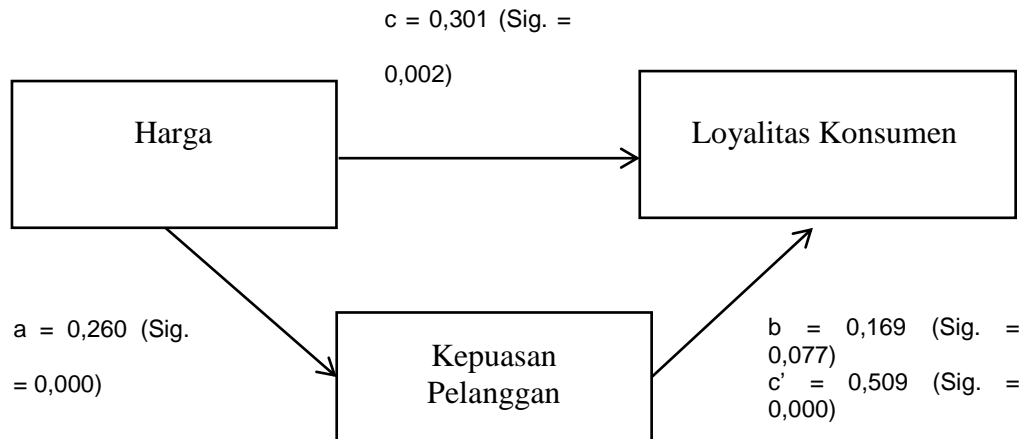 c = 0,301 (Sig. =
0,002)
Harga
Loyalitas Konsumen
a = 0,260 (Sig.
= 0,000)
Kepuasan
Pelanggan
b = 0,169 (Sig. =
0,077)
c’ = 0,509 (Sig. =
0,000)